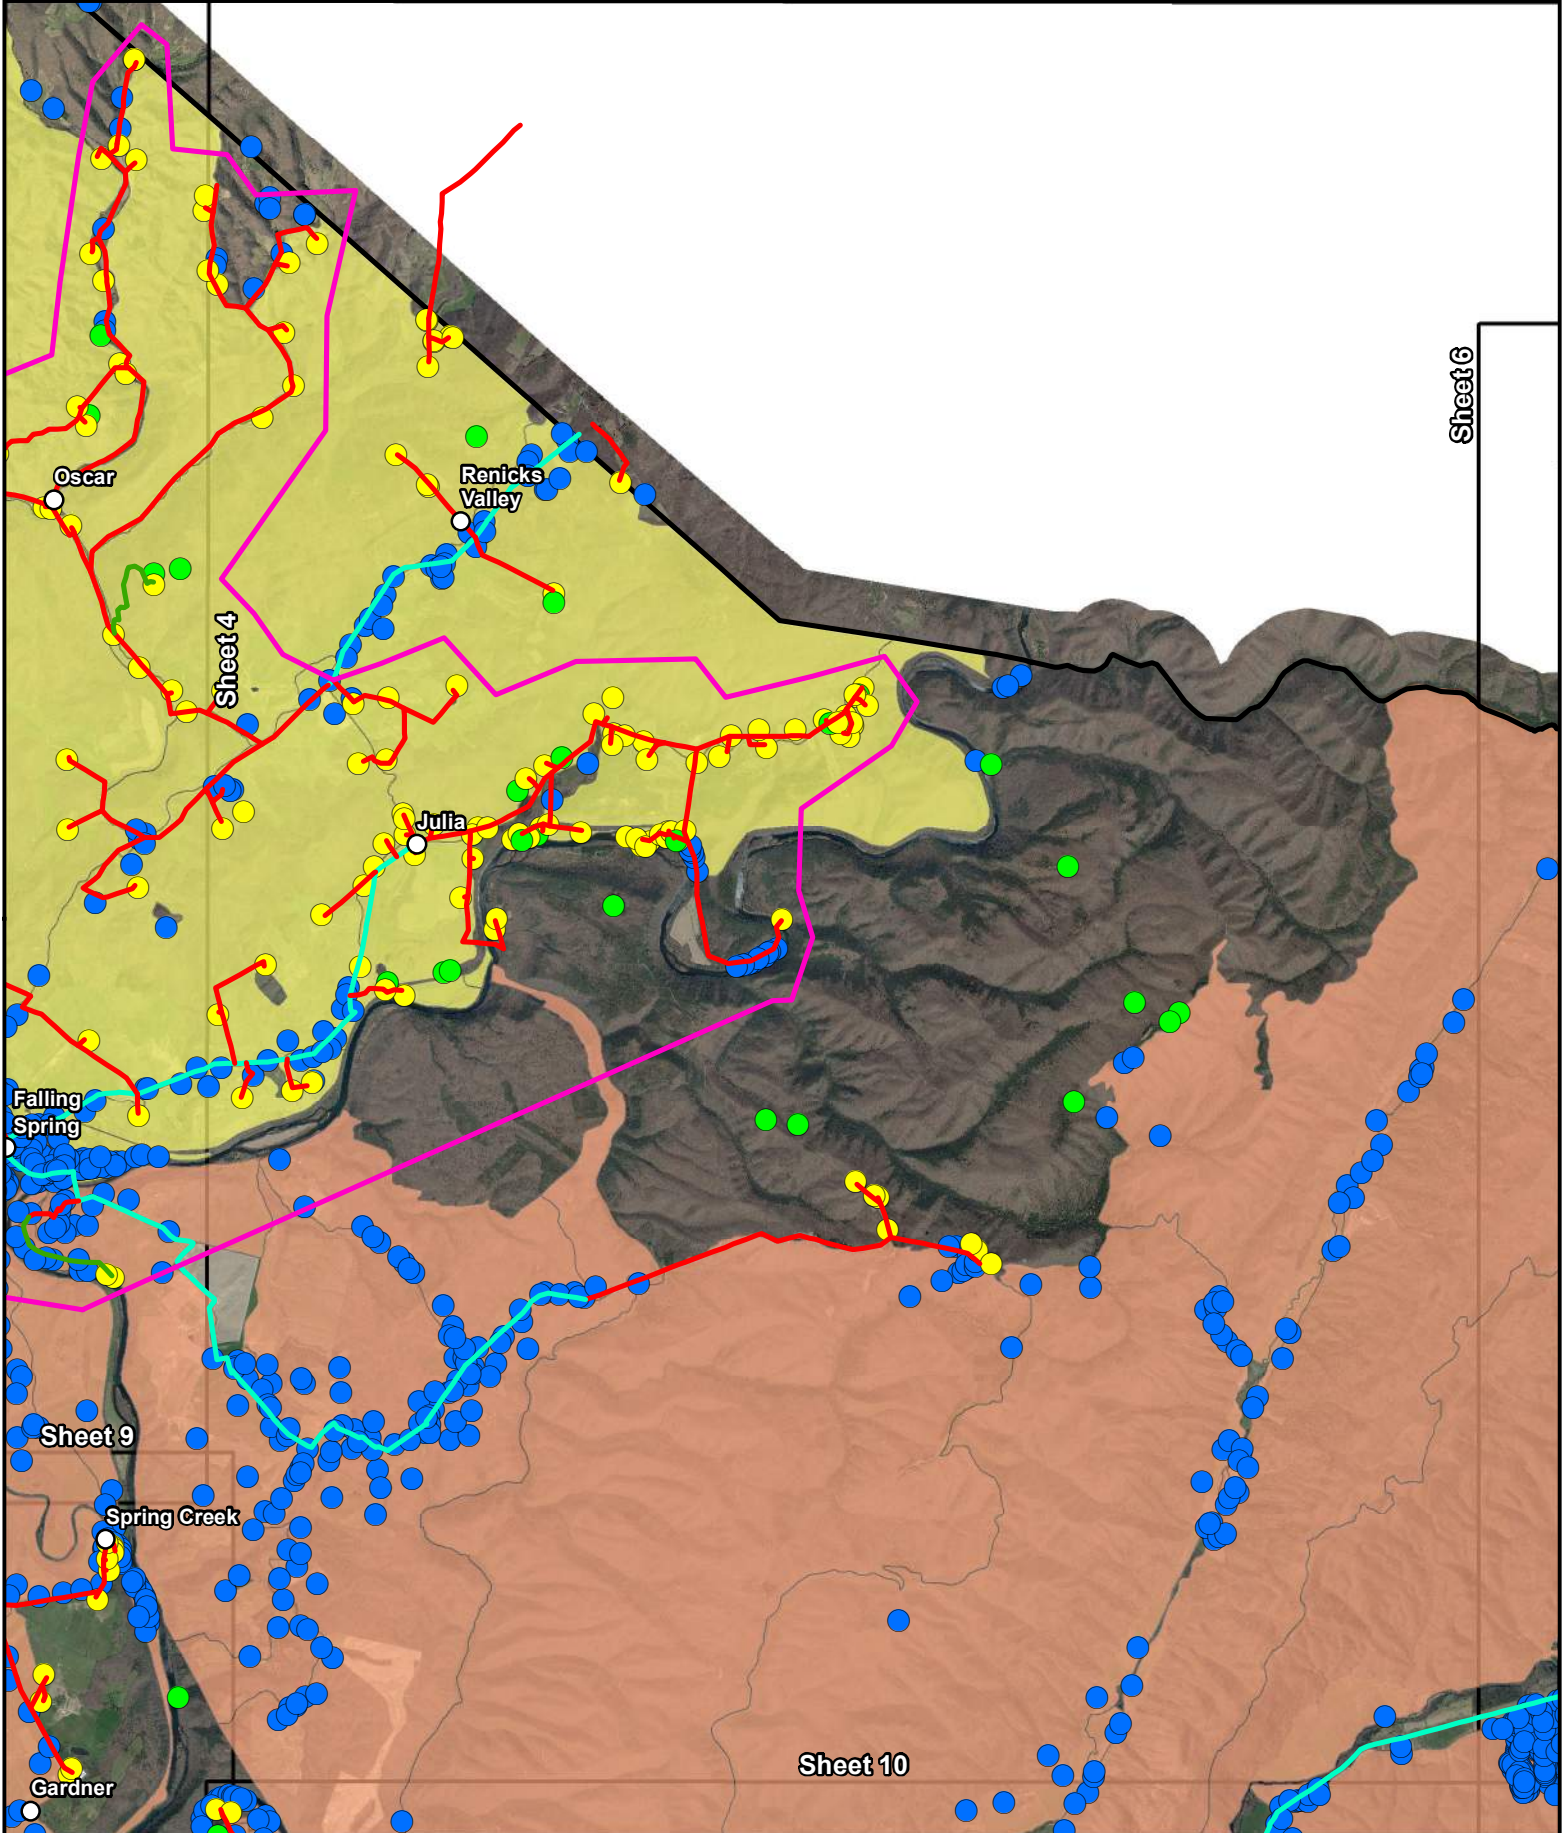 Sheet 6
Oscar
Renicks
Valley
Sheet 4
Julia
Falling
Spring
Sheet 9
Spring Creek
Sheet 10
Gardner